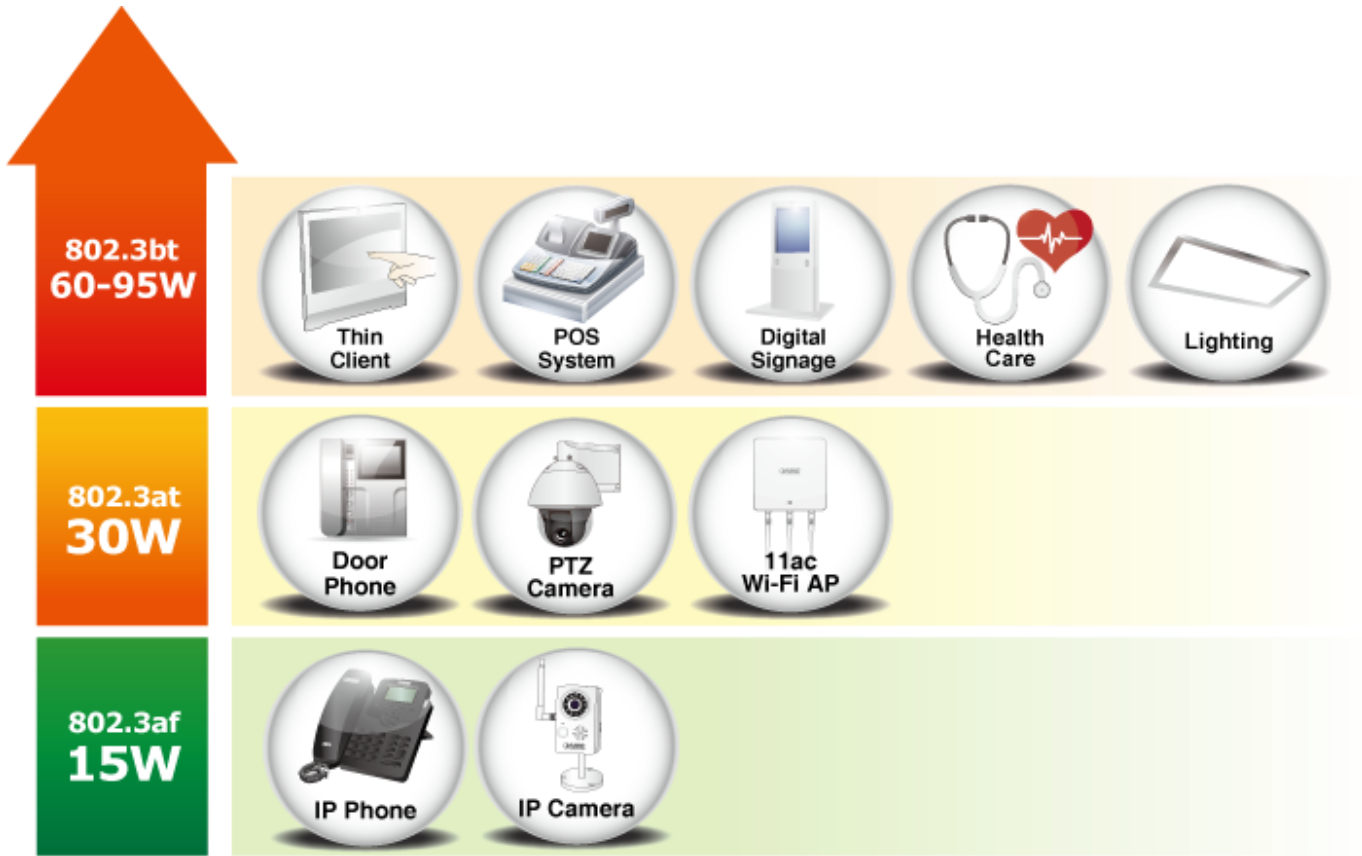 802.3bt
60-95W
Thin
Client
POS
System
Digital
Signage
Health
Care
Lighting
802.3at
30W
Door
Phone
PTZ
Camera
11ac
Wi-Fi AP
802.3af
15W
IP Phone
IP Camera